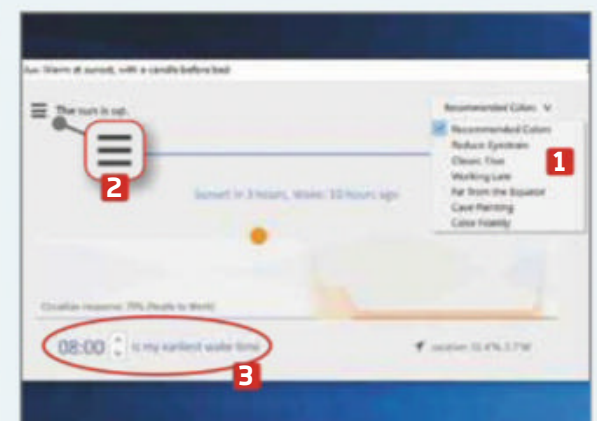 f.lux: Warm at sunset, with a candle before bed
The sun is up.
Recommended Colors
Recommended Colors
Reduce Eyestrain
Classic f.lux
Working Late
Far from the Equator
Cave Painting
Color Fidelity
1
2
Sunset in 3 hours, Wake: 10 hours ago
Circadian response: 79% (Ready to Work)
08:00 is my earliest wake time
3
Location